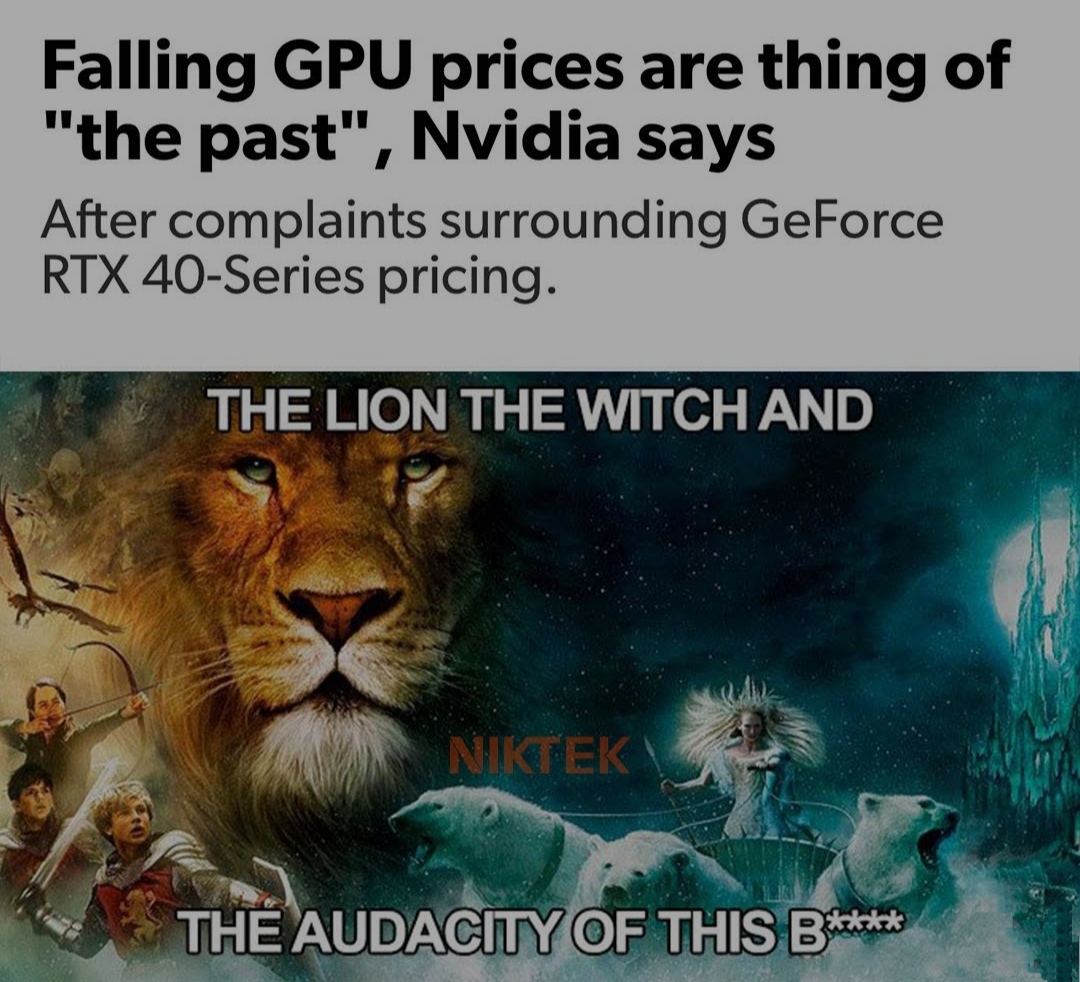 Falling GPU prices are thing of
"the past", Nvidia says
After complaints surrounding GeForce
RTX 40-Series pricing.
THE LION THE WITCH AND
NIKTEK
THE AUDACITY OF THIS B****